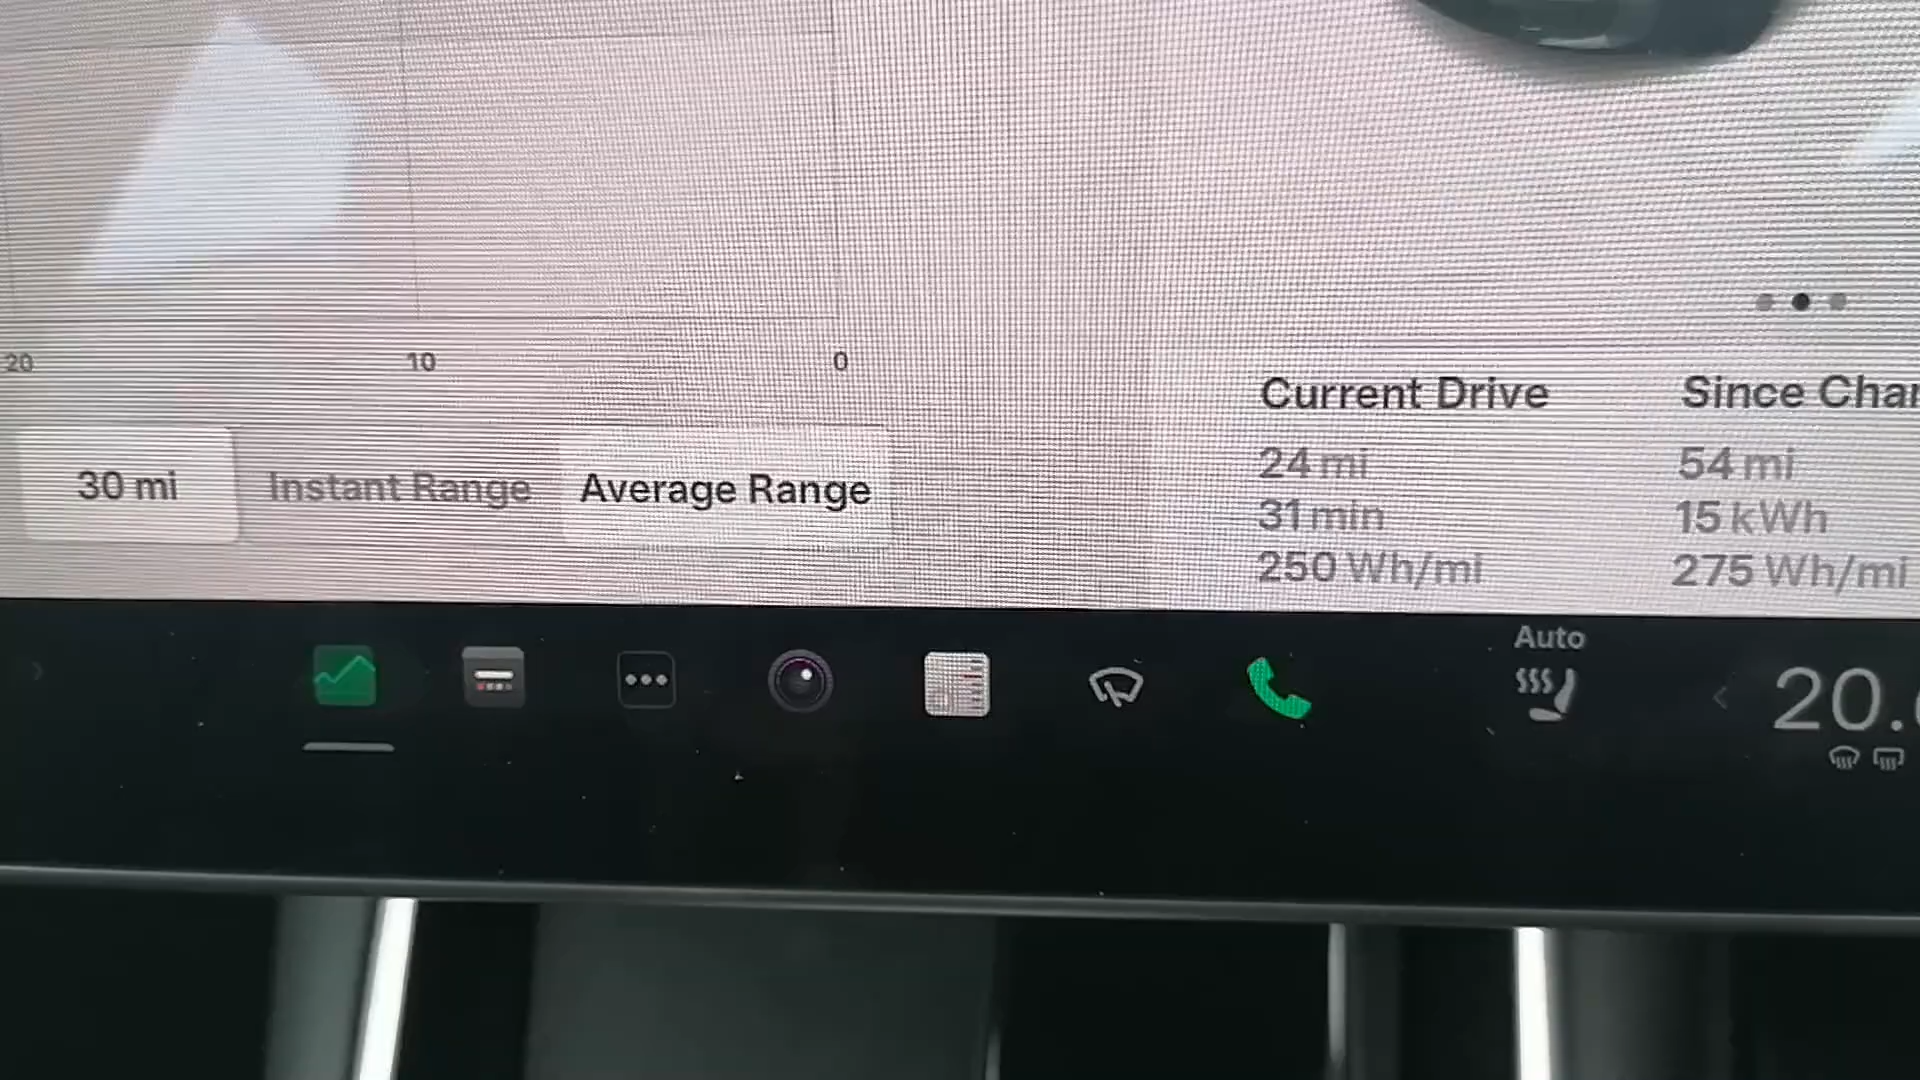 20 10 0
30 mi Instant Range Average Range
Current Drive
24 mi
31 min
250 Wh/mi
Since Char
54 mi
15 kWh
275 Wh/mi
Auto
20.